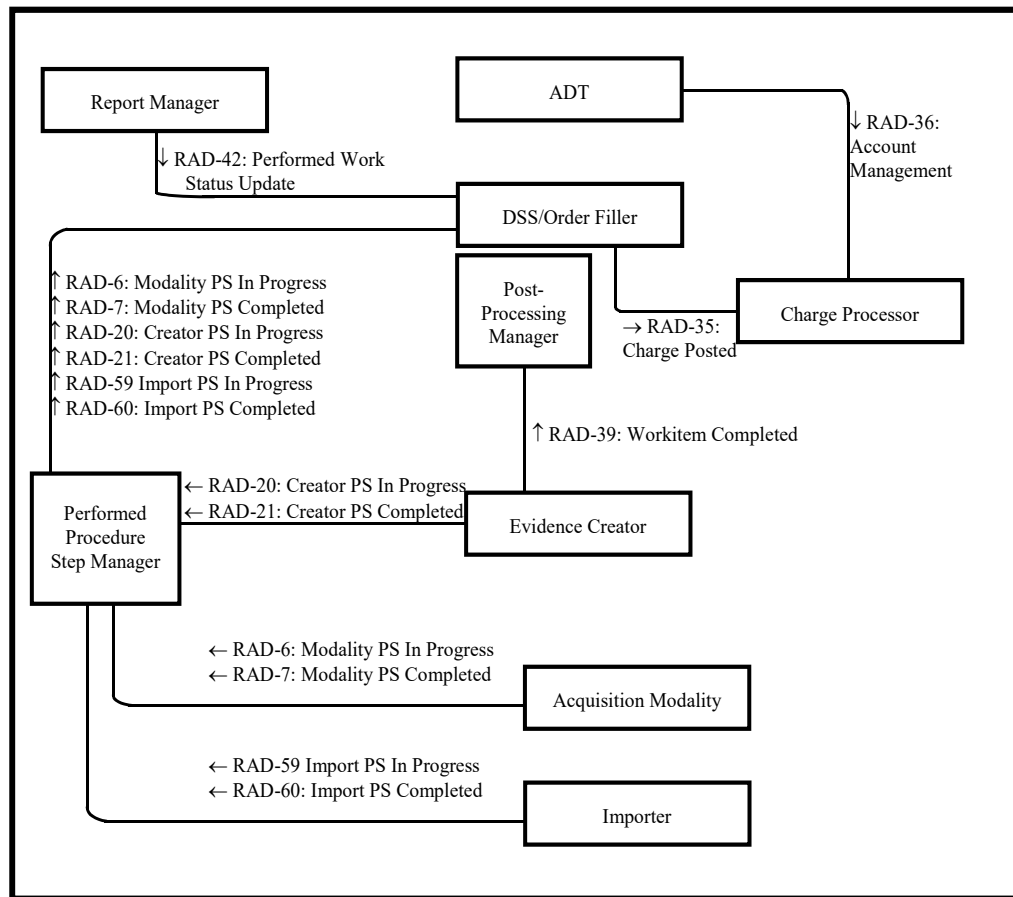 ADT
Report Manager
↓ RAD-36:
Account
Management
↓ RAD-42: Performed Work
Status Update
DSS/Order Filler
↑ RAD-6: Modality PS In Progress
↑ RAD-7: Modality PS Completed
↑ RAD-20: Creator PS In Progress
↑ RAD-21: Creator PS Completed
↑ RAD-59 Import PS In Progress
↑ RAD-60: Import PS Completed
Post-
Processing
Manager
→ RAD-35:
Charge Posted
Charge Processor
↑ RAD-39: Workitem Completed
← RAD-20: Creator PS In Progress
← RAD-21: Creator PS Completed
Performed
Procedure
Step Manager
Evidence Creator
← RAD-6: Modality PS In Progress
← RAD-7: Modality PS Completed
Acquisition Modality
← RAD-59 Import PS In Progress
← RAD-60: Import PS Completed
Importer